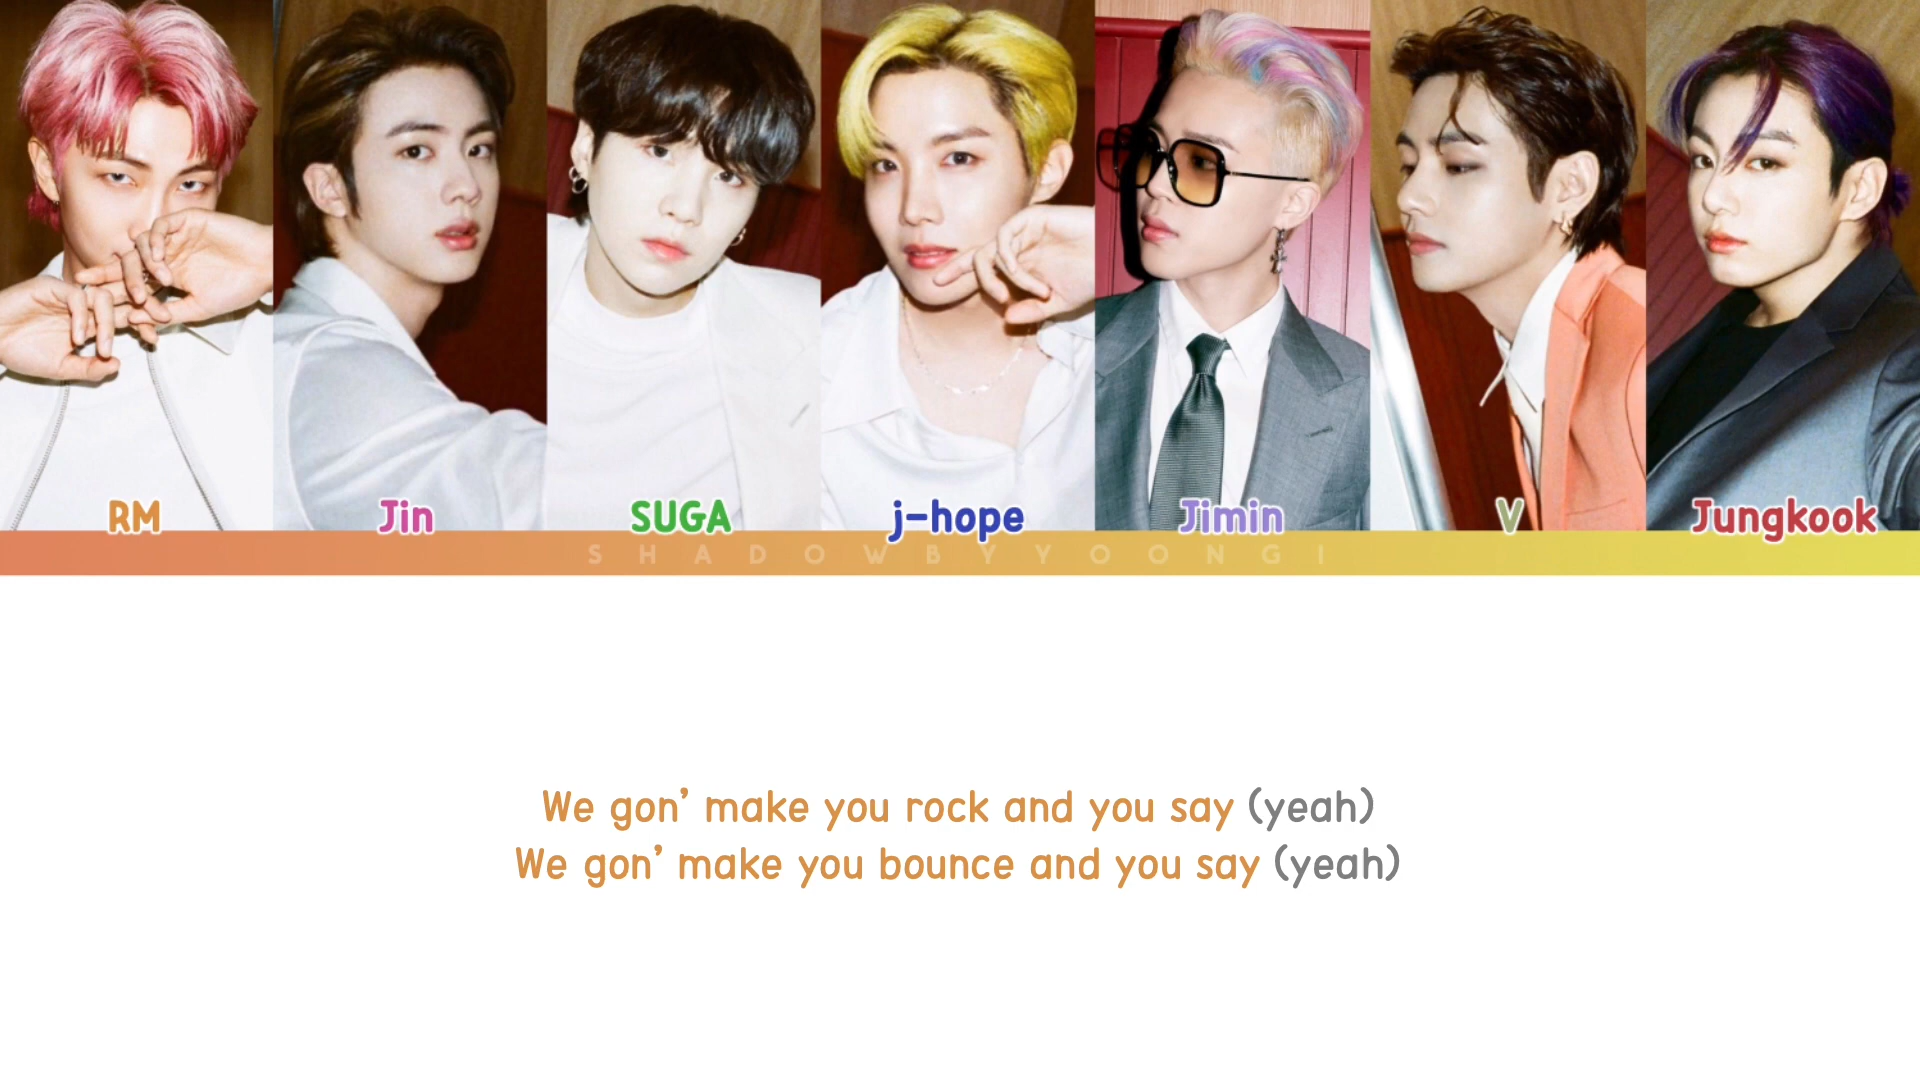 RM Jin SUGA j-hope Jimin V Jungkook
SHADOWBYYOONGI
We gon’ make you rock and you say (yeah)
We gon’ make you bounce and you say (yeah)